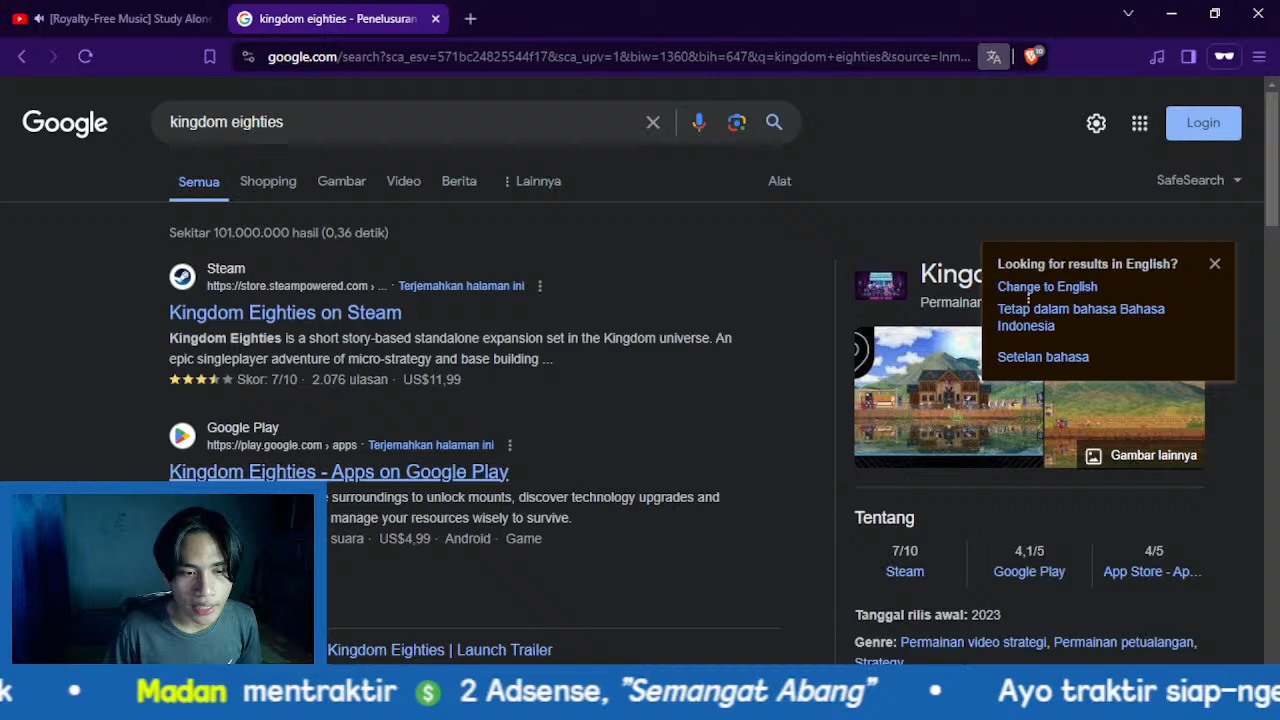 [Royalty-Free Music] Study Alone
kingdom eighties - Penelusuran
google.com/search?sca_esv=571bc24825544f17&sca_upv=1&biw=1360&bih=647&q=kingdom+eighties&source=lnm...
10
Google
kingdom eighties
Login
Semua
Shopping
Gambar
Video
Berita
Lainnya
Alat
SafeSearch
Sekitar 101.000.000 hasil (0,36 detik)
Steam
https://store.steampowered.com › ... Terjemahkan halaman ini
Kingdom Eighties on Steam
Kingdom Eighties is a short story-based standalone expansion set in the Kingdom universe. An
epic singleplayer adventure of micro-strategy and base building ...
Skor: 7/10 · 2.076 ulasan · US$11,99
Google Play
https://play.google.com › apps Terjemahkan halaman ini
Kingdom Eighties - Apps on Google Play
surroundings to unlock mounts, discover technology upgrades and
manage your resources wisely to survive.
suara · US$4,99 · Android · Game
Kingdom Eighties | Launch Trailer
Looking for results in English?
Change to English
Tetap dalam bahasa Bahasa
Indonesia
Setelan bahasa
Gambar lainnya
Tentang
7/10
Steam
4,1/5
Google Play
4/5
App Store - Ap...
Tanggal rilis awal: 2023
Genre: Permainan video strategi, Permainan petualangan,
Strategy
k • Madan mentraktir $ 2 Adsense, "Semangat Abang" • Ayo traktir siap-nge